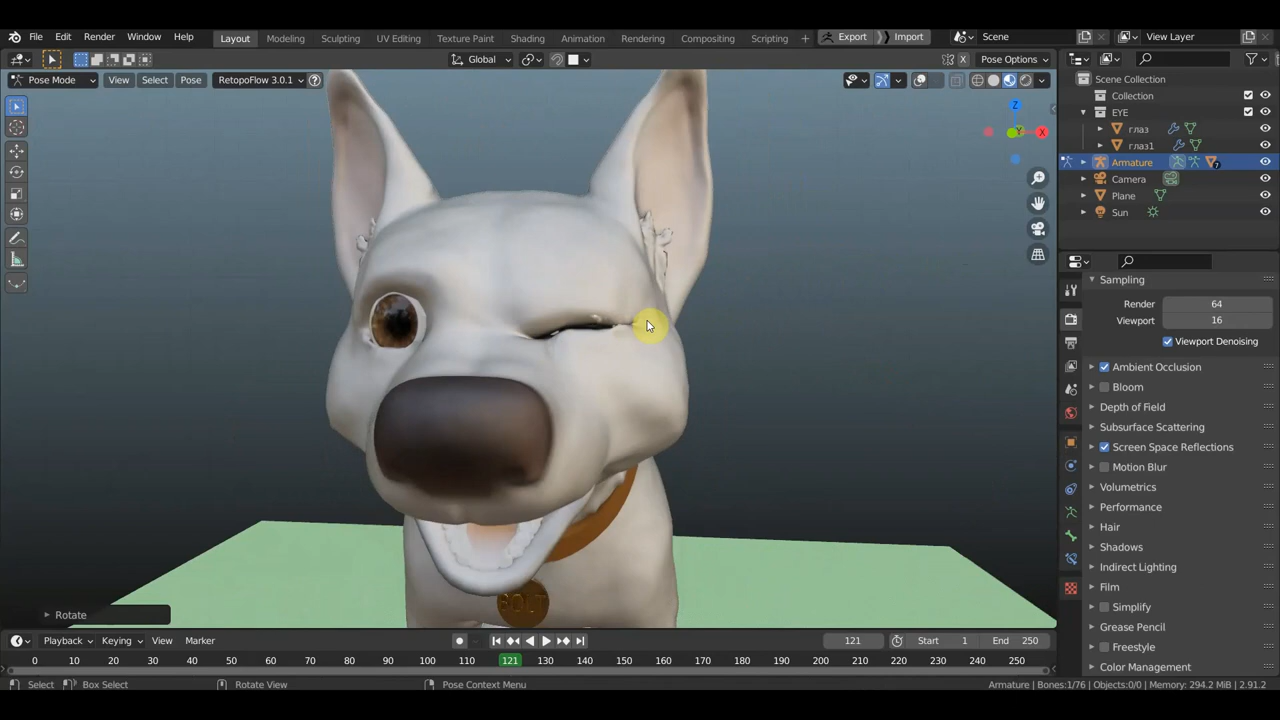 File Edit Render Window Help Layout Modeling Sculpting UV Editing Texture Paint Shading Animation Rendering Compositing Scripting + Export Import Scene View Layer
Global Pose Options
Pose Mode View Select Pose RetopoFlow 3.0.1
Scene Collection
Collection
EYE
глаз
глаз1
Armature
7
Camera
Plane
Sun
Z
Y
X
Sampling
Render 64
Viewport 16
Viewport Denoising
Ambient Occlusion
Bloom
Depth of Field
Subsurface Scattering
Screen Space Reflections
Motion Blur
Volumetrics
Performance
Hair
Shadows
Indirect Lighting
Film
Simplify
Grease Pencil
Freestyle
Color Management
BOLT
Rotate
Playback Keying View Marker 121 Start 1 End 250
0 10 20 30 40 50 60 70 80 90 100 110 121 130 140 150 160 170 180 190 200 210 220 230 240 250
Select Box Select Rotate View Pose Context Menu Armature | Bones:1/76 | Objects:0/0 | Memory: 294.2 MiB | 2.91.2